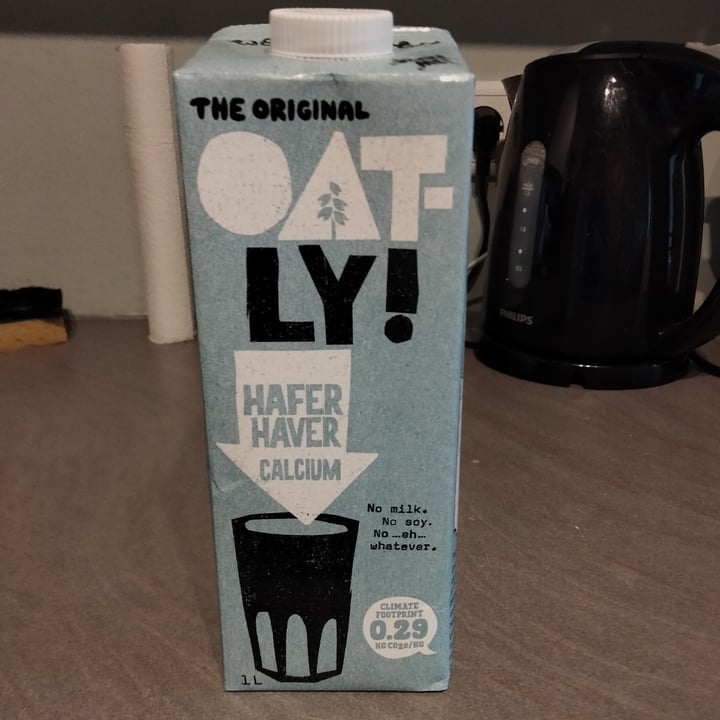 THE ORIGINAL
OAT-
LY!
HAFER
HAVER
CALCIUM
No milk.
No soy.
No …eh…
whatever.
CLIMATE
FOOTPRINT
0.29
KG CO2e/KG
1L
PHILIPS